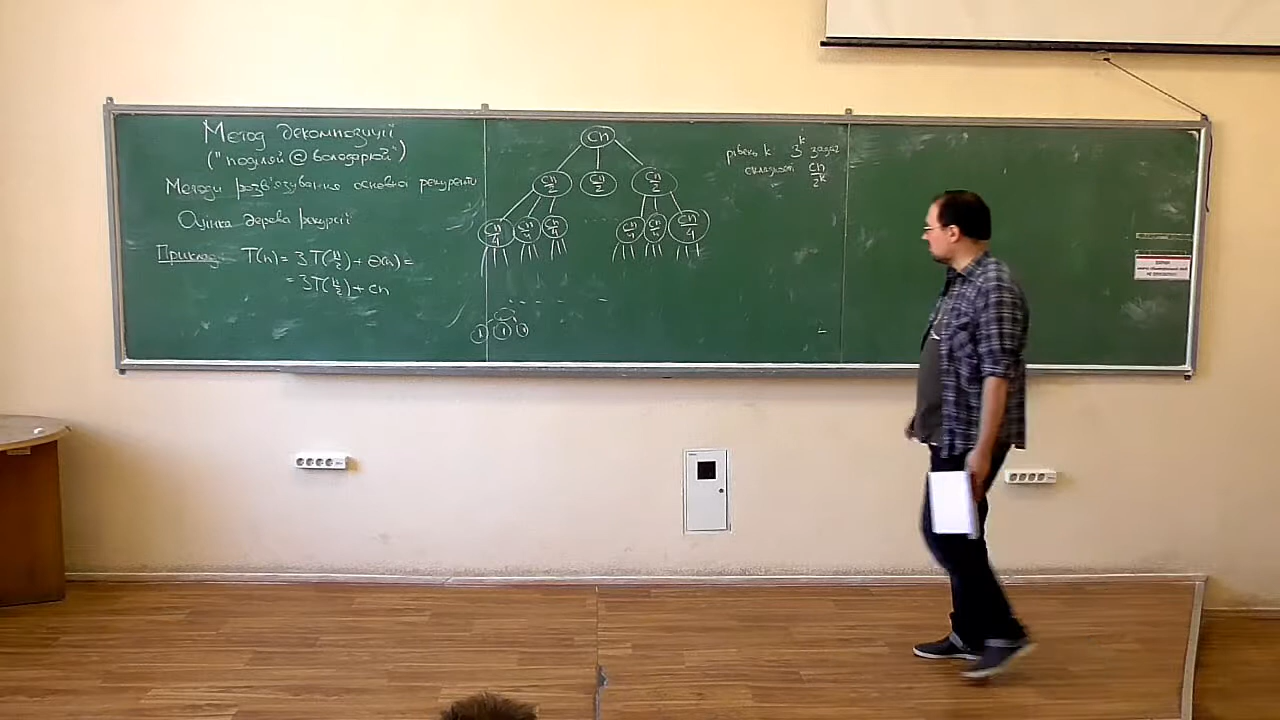 Метод декомпозиції
("поділяй @ володарюй")
Методи розв'язування основної рекуренти
Оцінка дерева рекурсії
Приклад. T(n) = 3T(n/2) + Θ(n) =
= 3T(n/2) + cn
cn
cn/2 cn/2 cn/2
cn/4 cn/4 cn/4 ..... cn/4 cn/4 cn/4
1 1 1
рівень k: 3^k задач
складності cn/2^k